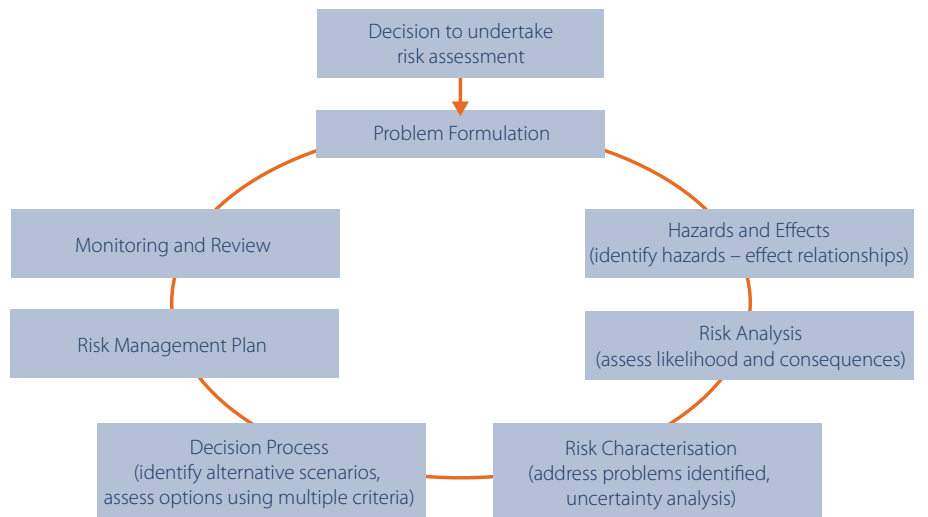 Decision to undertake
risk assessment
Problem Formulation
Hazards and Effects
(identify hazards – effect relationships)
Risk Analysis
(assess likelihood and consequences)
Risk Characterisation
(address problems identified,
uncertainty analysis)
Decision Process
(identify alternative scenarios,
assess options using multiple criteria)
Risk Management Plan
Monitoring and Review